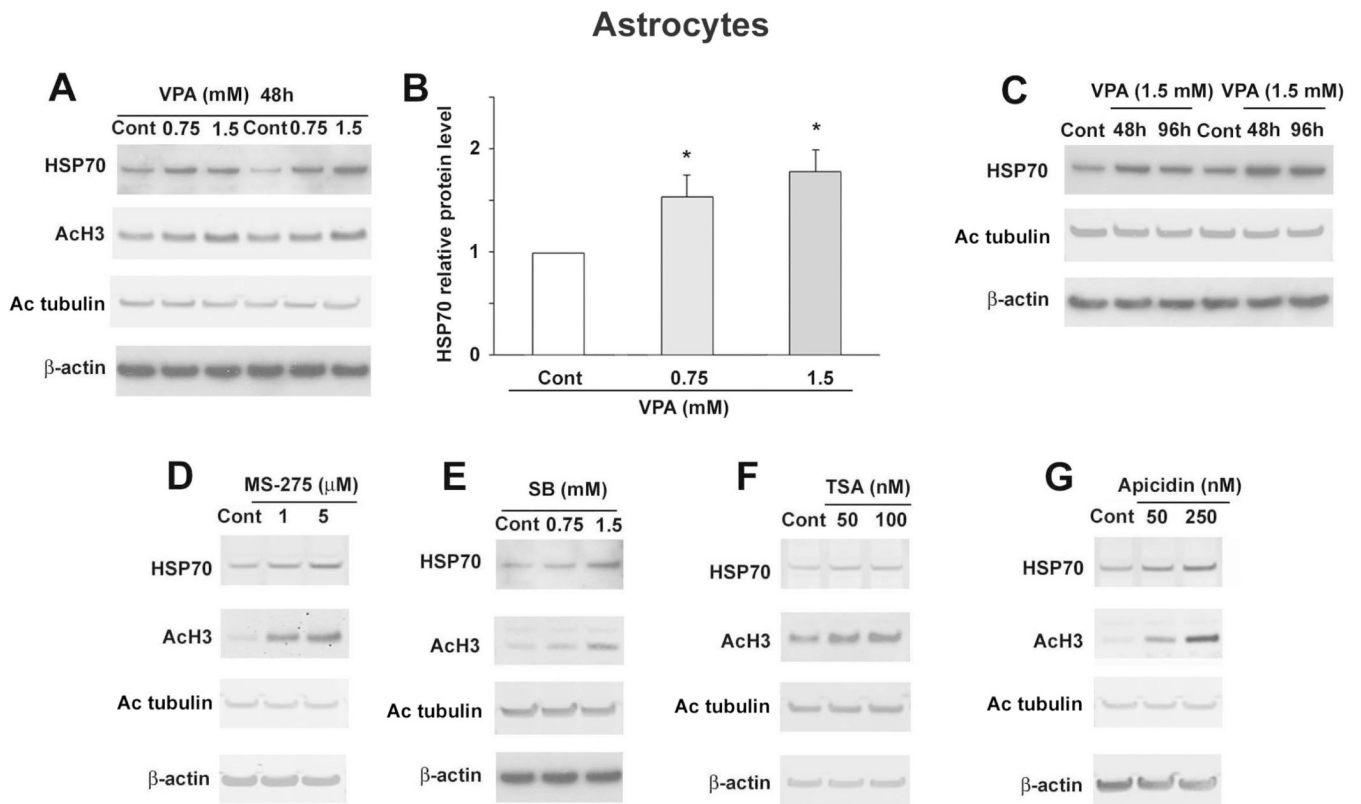 Astrocytes
A
VPA (mM) 48h
Cont 0.75 1.5 Cont 0.75 1.5
HSP70
AcH3
Ac tubulin
β-actin
B
HSP70 relative protein level
2
1
0
*
*
Cont 0.75 1.5
VPA (mM)
C
VPA (1.5 mM) VPA (1.5 mM)
Cont 48h 96h Cont 48h 96h
HSP70
Ac tubulin
β-actin
D
MS-275 (μM)
Cont 1 5
HSP70
AcH3
Ac tubulin
β-actin
E
SB (mM)
Cont 0.75 1.5
HSP70
AcH3
Ac tubulin
β-actin
F
TSA (nM)
Cont 50 100
HSP70
AcH3
Ac tubulin
β-actin
G
Apicidin (nM)
Cont 50 250
HSP70
AcH3
Ac tubulin
β-actin